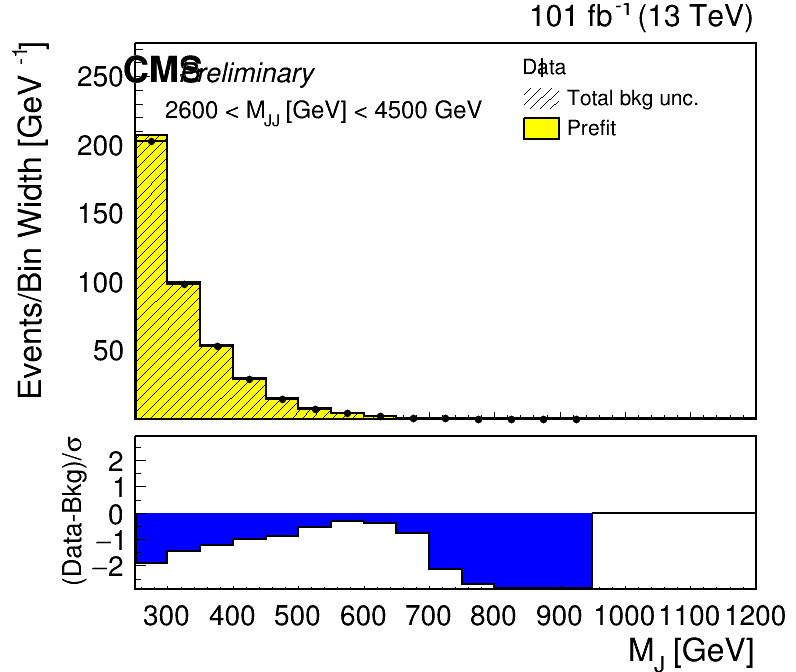 101 fb⁻¹ (13 TeV)
CMS Preliminary
Data
2600 < M_JJ [GeV] < 4500 GeV
Total bkg unc.
Prefit
Events/Bin Width [GeV⁻¹]
250
200
150
100
50
(Data-Bkg)/σ
2
1
0
−1
−2
300 400 500 600 700 800 900 1000 1100 1200
M_J [GeV]